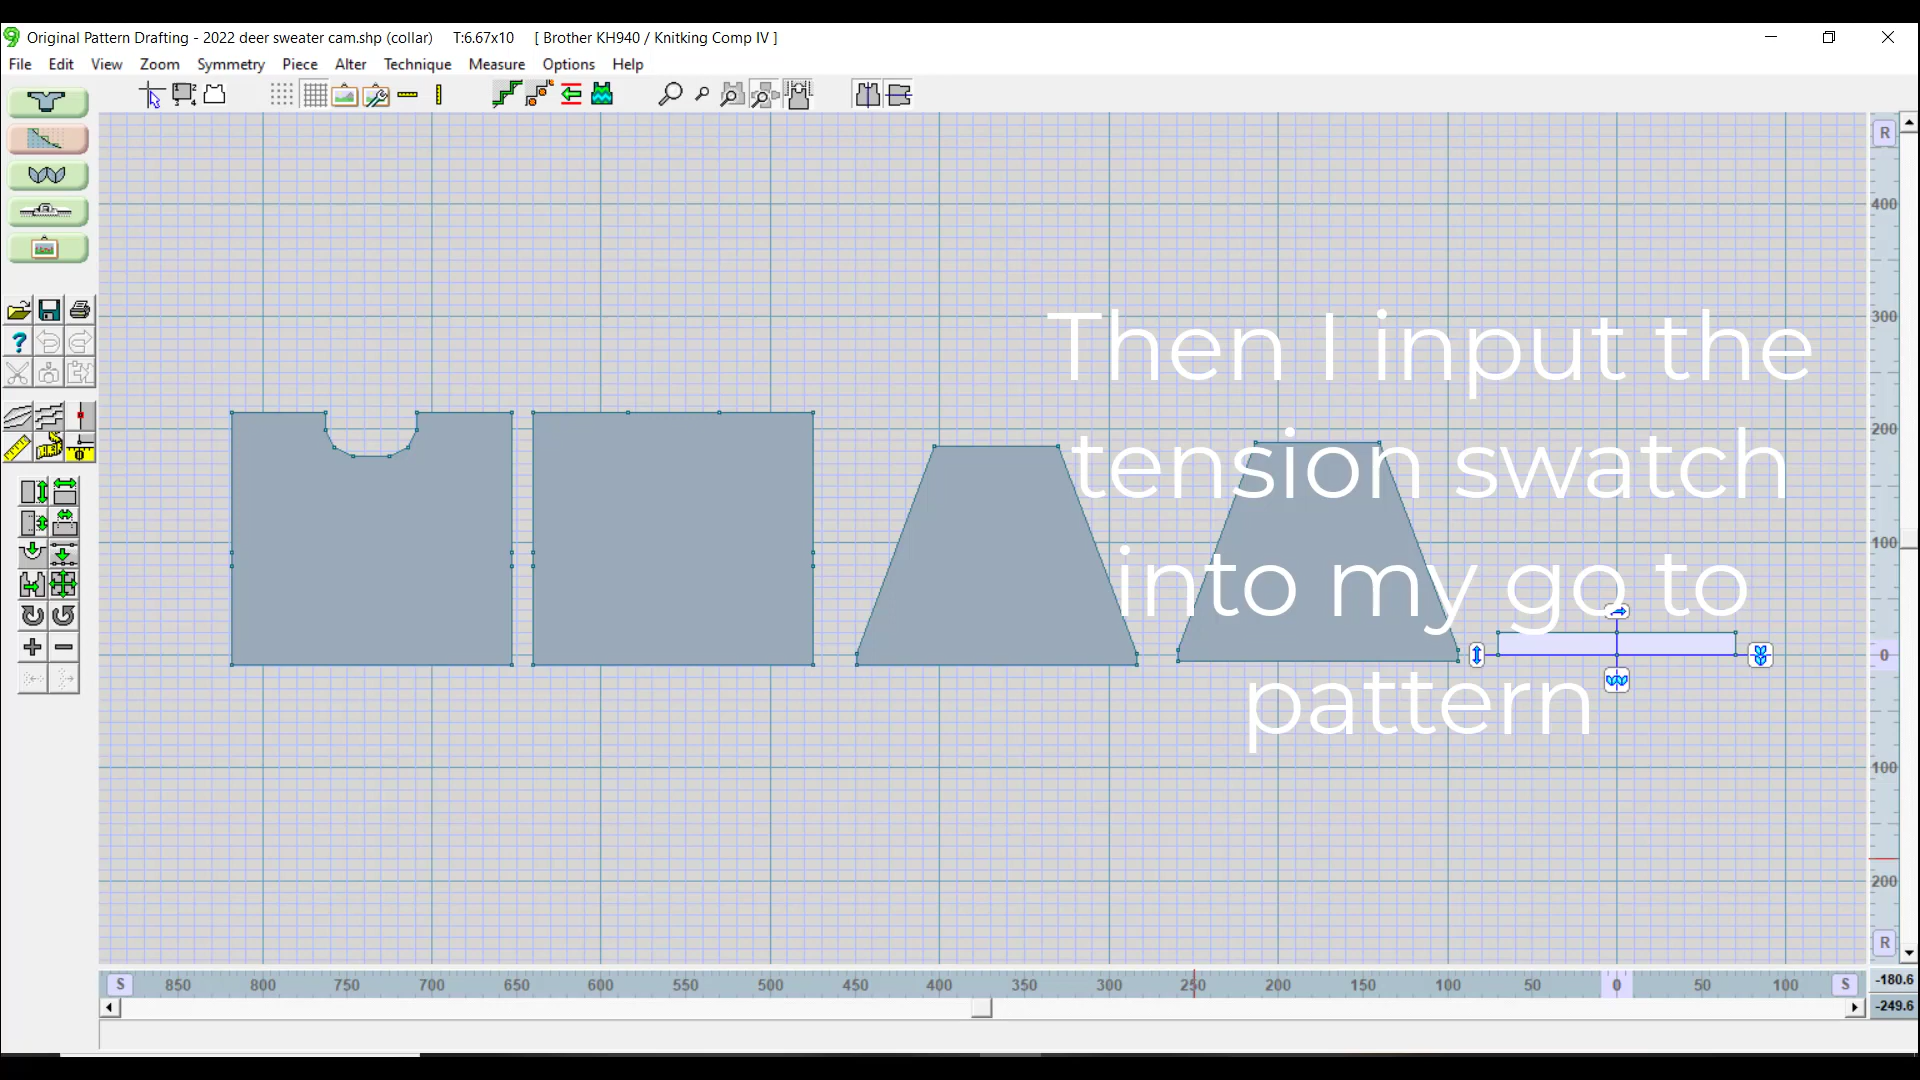 Original Pattern Drafting - 2022 deer sweater cam.shp (collar)    T:6.67x10    [ Brother KH940 / Knitking Comp IV ]
File Edit View Zoom Symmetry Piece Alter Technique Measure Options Help
R
400
300
200
100
0
100
200
R
Then I input the
tension swatch
into my go to
pattern
S 850 800 750 700 650 600 550 500 450 400 350 300 250 200 150 100 50 0 50 100 S
-180.6
-249.6